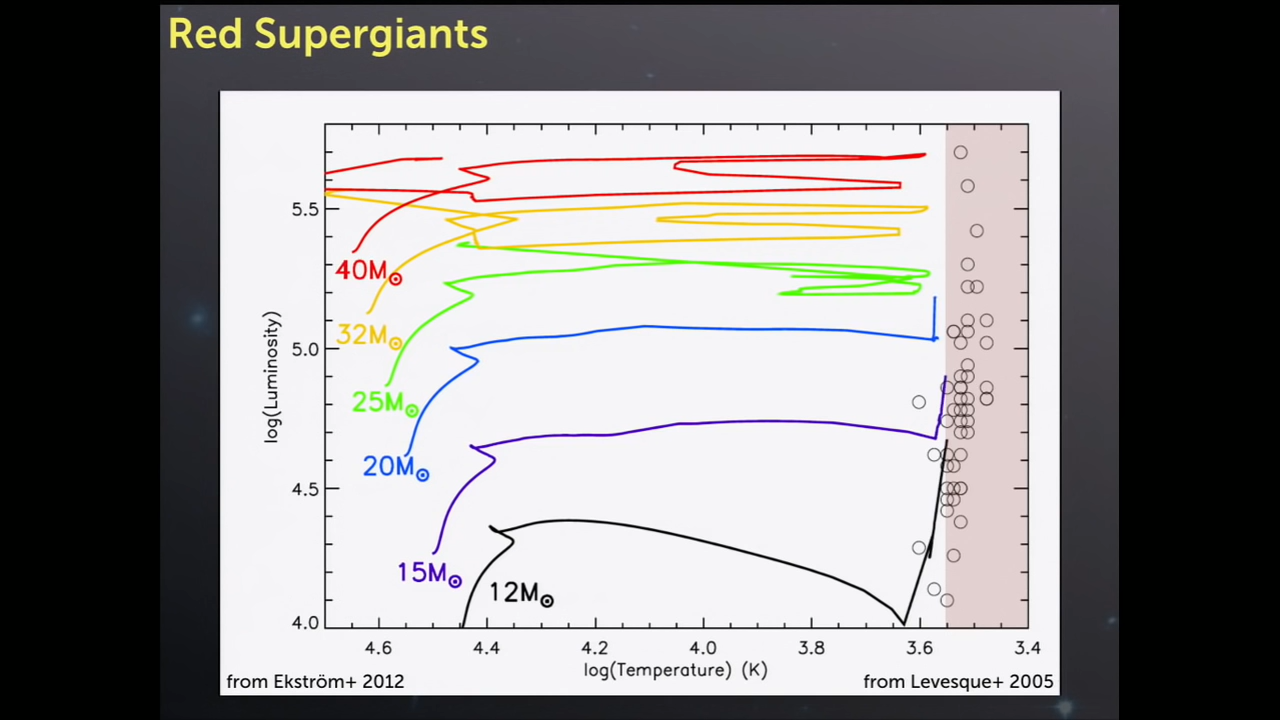 Red Supergiants
40M☉
32M☉
25M☉
20M☉
15M☉
12M☉
log(Luminosity)
5.5
5.0
4.5
4.0
4.6 4.4 4.2 4.0 3.8 3.6 3.4
log(Temperature) (K)
from Ekström+ 2012
from Levesque+ 2005